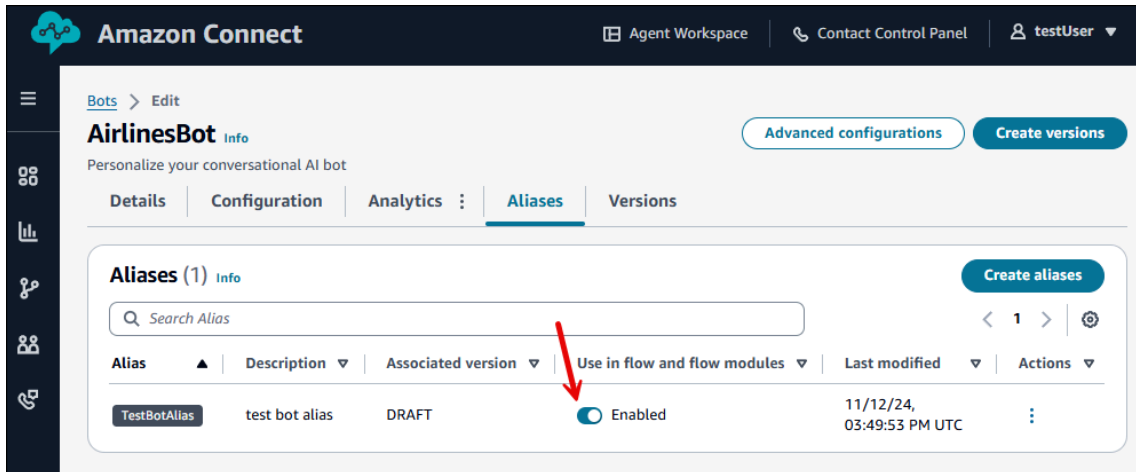 Amazon Connect
Agent Workspace
Contact Control Panel
testUser
Bots > Edit
AirlinesBot Info
Advanced configurations
Create versions
Personalize your conversational AI bot
Details
Configuration
Analytics
Aliases
Versions
Aliases (1) Info
Create aliases
Search Alias
1
Alias
Description
Associated version
Use in flow and flow modules
Last modified
Actions
TestBotAlias
test bot alias
DRAFT
Enabled
11/12/24,
03:49:53 PM UTC